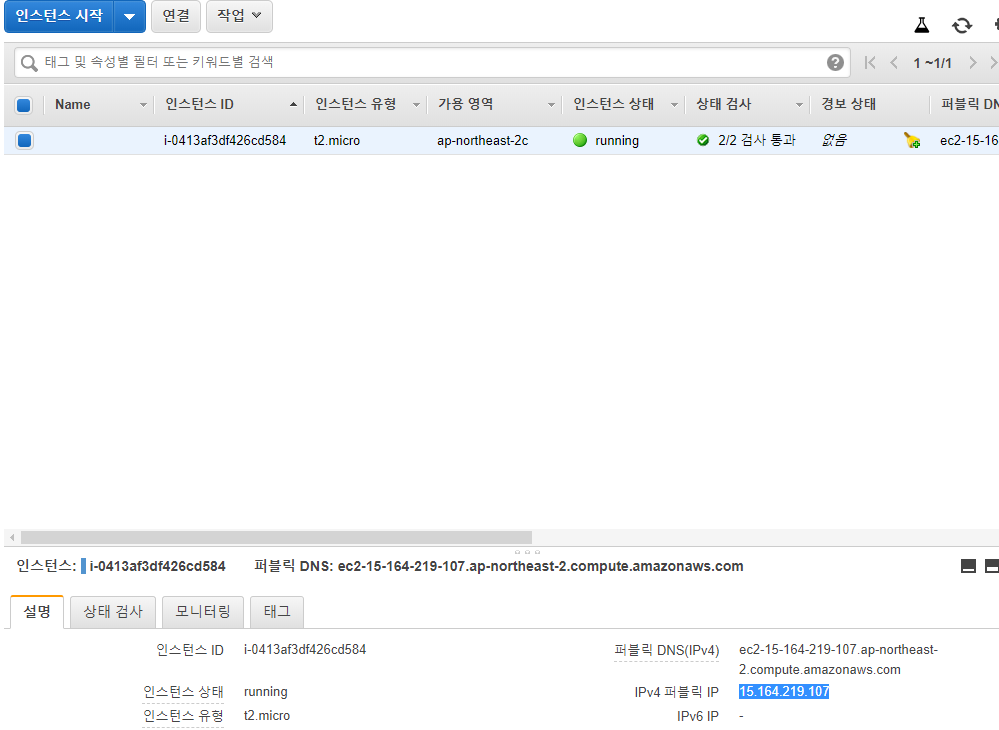 인스턴스 시작 연결 작업
태그 및 속성별 필터 또는 키워드별 검색 1 ~1/1
Name 인스턴스 ID 인스턴스 유형 가용 영역 인스턴스 상태 상태 검사 경보 상태 퍼블릭 DN
i-0413af3df426cd584 t2.micro ap-northeast-2c running 2/2 검사 통과 없음 ec2-15-16
인스턴스: i-0413af3df426cd584 퍼블릭 DNS: ec2-15-164-219-107.ap-northeast-2.compute.amazonaws.com
설명 상태 검사 모니터링 태그
인스턴스 ID i-0413af3df426cd584 퍼블릭 DNS(IPv4) ec2-15-164-219-107.ap-northeast-
2.compute.amazonaws.com
인스턴스 상태 running IPv4 퍼블릭 IP 15.164.219.107
인스턴스 유형 t2.micro IPv6 IP -